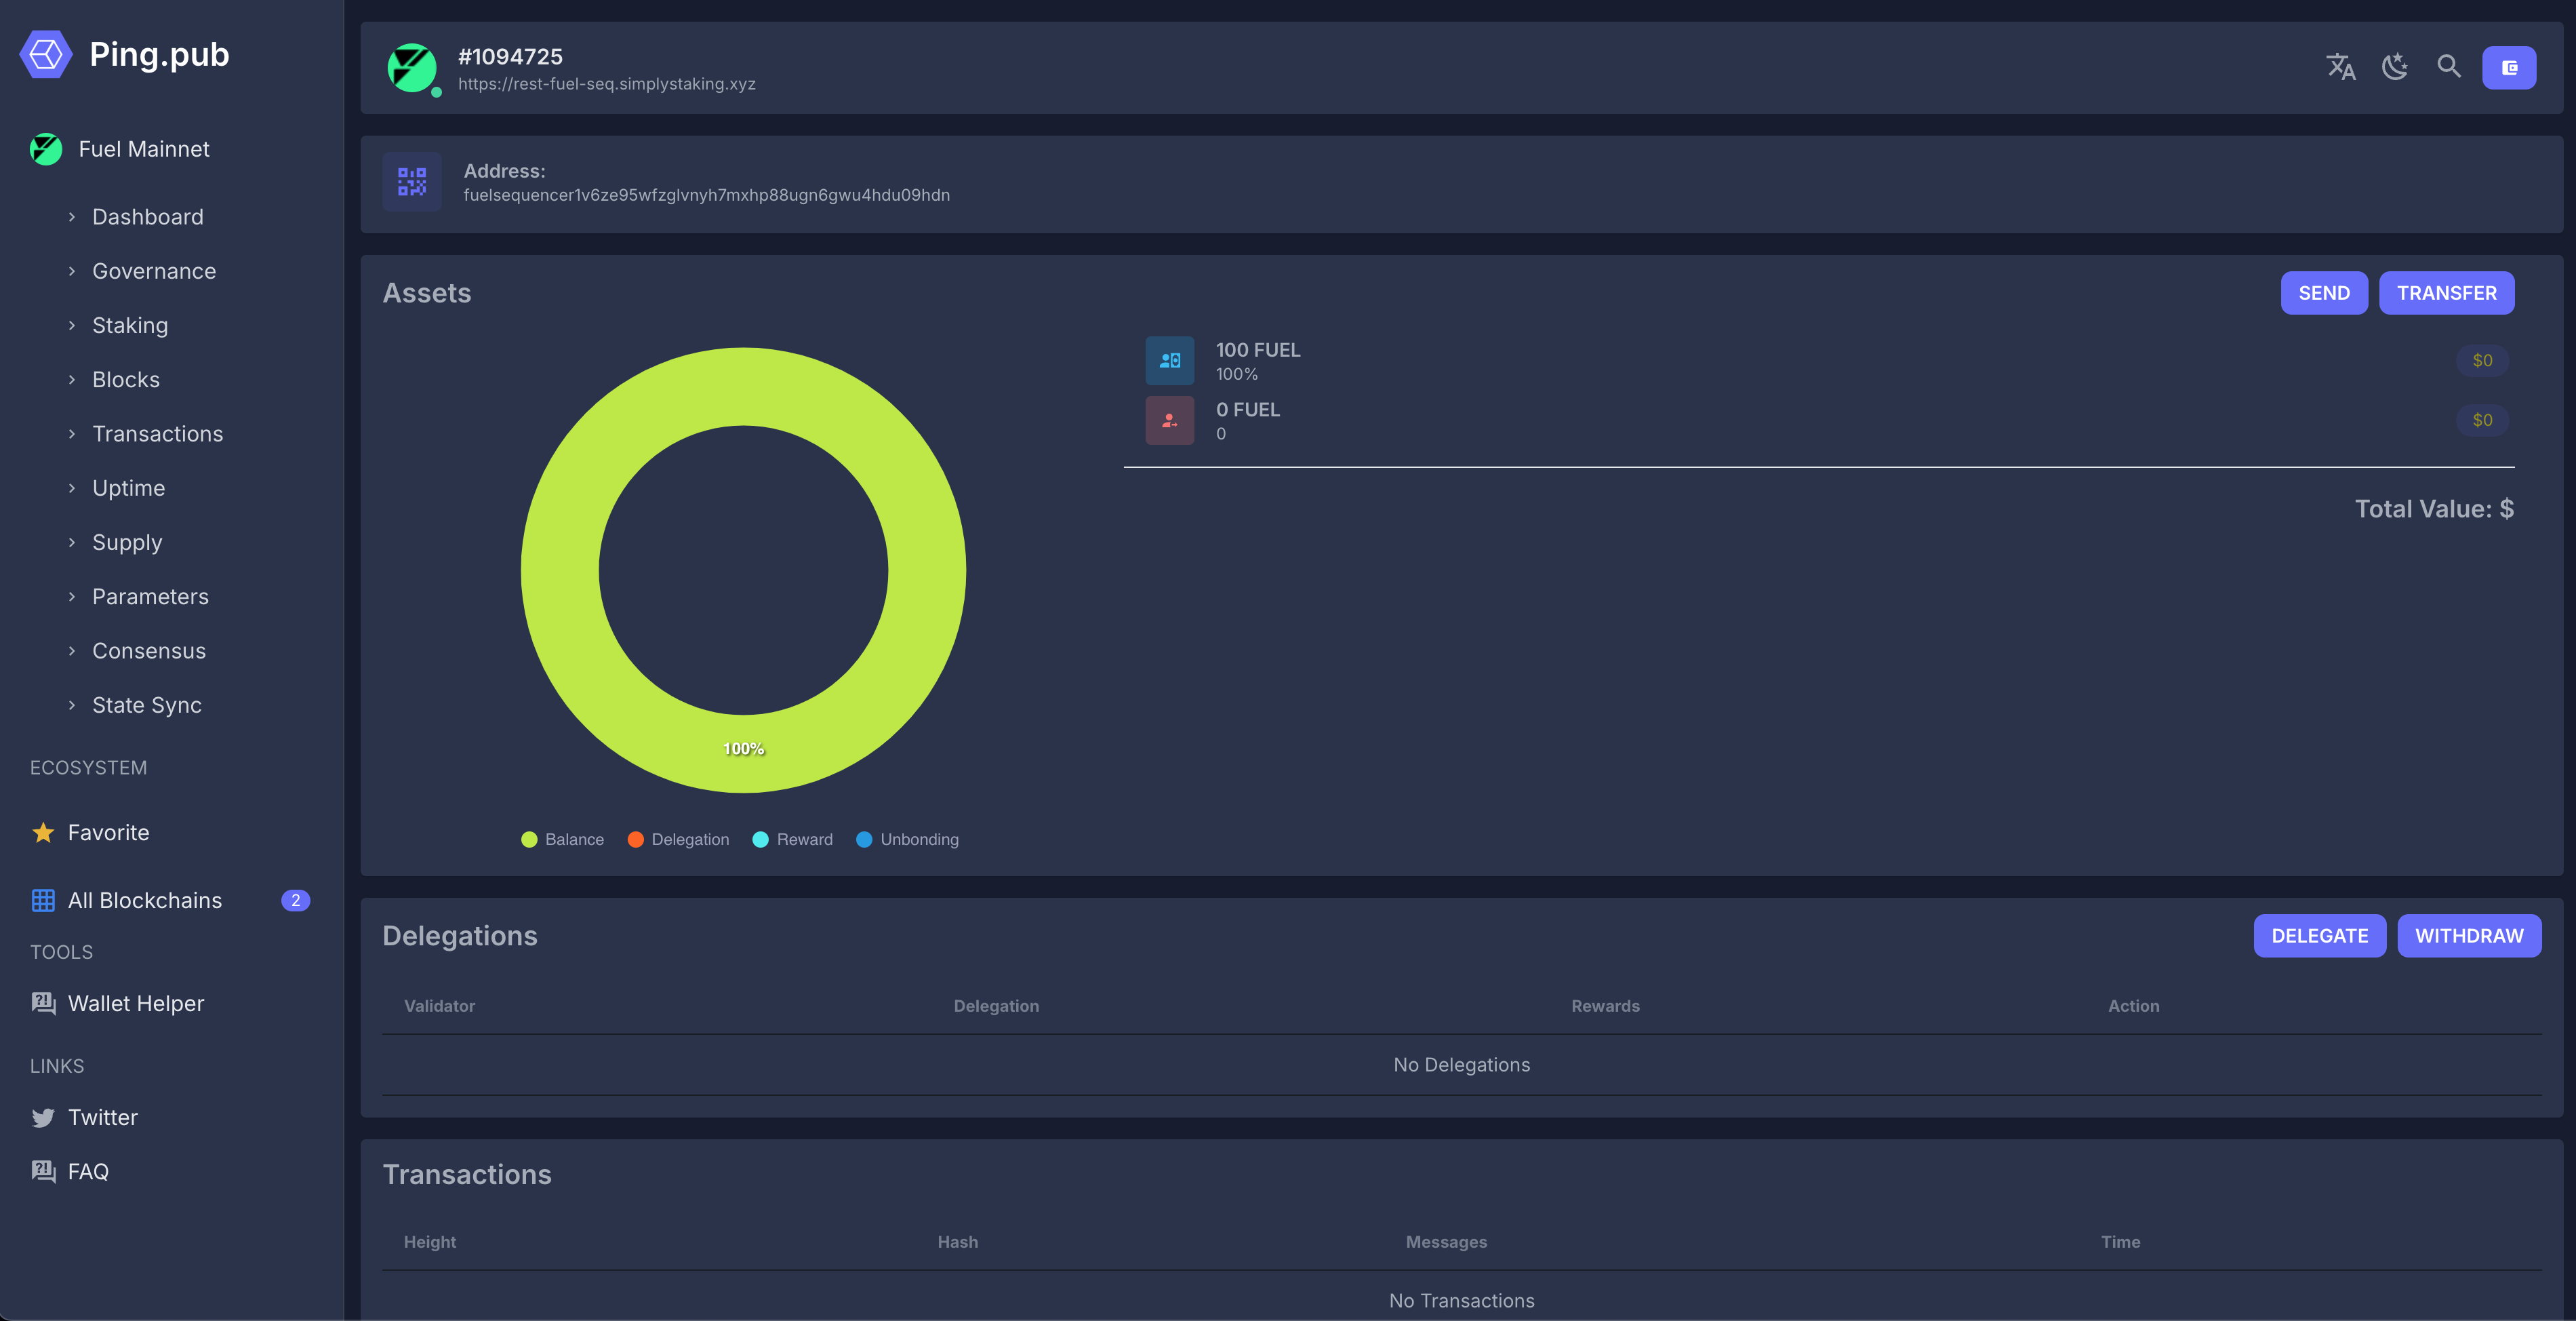 Ping.pub
Fuel Mainnet
Dashboard
Governance
Staking
Blocks
Transactions
Uptime
Supply
Parameters
Consensus
State Sync
ECOSYSTEM
Favorite
All Blockchains 2
TOOLS
Wallet Helper
LINKS
Twitter
FAQ
#1094725
https://rest-fuel-seq.simplystaking.xyz
Address:
fuelsequencer1v6ze95wfzglvnyh7mxhp88ugn6gwu4hdu09hdn
Assets
SEND TRANSFER
100%
Balance Delegation Reward Unbonding
100 FUEL
100%
$0
0 FUEL
0
$0
Total Value: $
Delegations
DELEGATE WITHDRAW
Validator Delegation Rewards Action
No Delegations
Transactions
Height Hash Messages Time
No Transactions